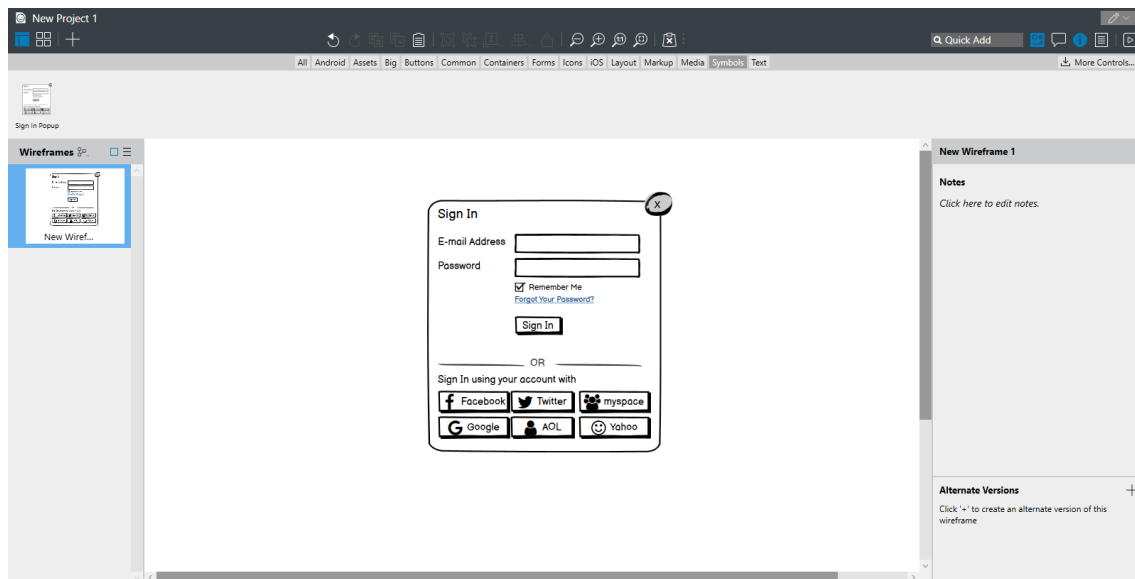 New Project 1
Quick Add
All Android Assets Big Buttons Common Containers Forms Icons iOS Layout Markup Media Symbols Text
More Controls...
Sign In Popup
Wireframes
New Wiref...
Sign In
X
E-mail Address
Password
Remember Me
Forgot Your Password?
Sign In
OR
Sign In using your account with
Facebook Twitter myspace
Google AOL Yahoo
New Wireframe 1
Notes
Click here to edit notes.
Alternate Versions
Click '+' to create an alternate version of this
wireframe